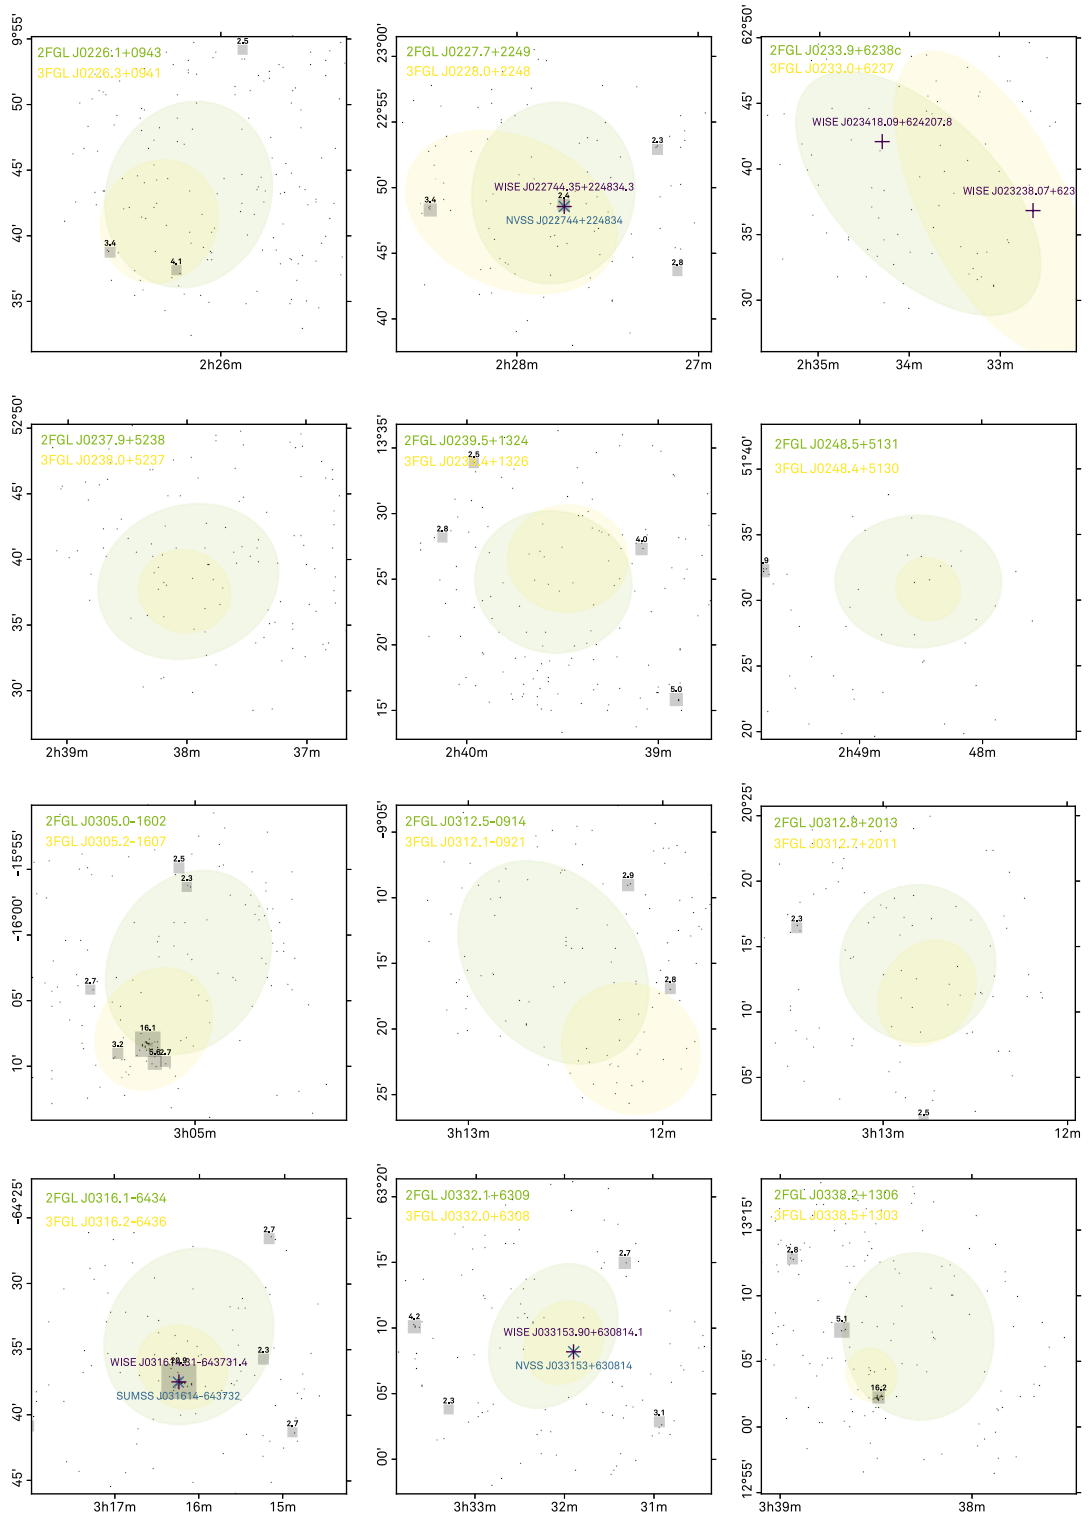 2FGL J0226.1+0943
3FGL J0226.3+0941
2.5
3.4
4.1
9°55'
50'
45'
40'
35'
2h26m
2FGL J0227.7+2249
3FGL J0228.0+2248
2.3
WISE J022744.35+224834.3
2.4
3.4
NVSS J022744+224834
2.8
23°00'
22°55'
50'
45'
40'
2h28m
27m
2FGL J0233.9+6238c
3FGL J0233.0+6237
WISE J023418.09+624207.8
WISE J023238.07+623
62°50'
45'
40'
35'
30'
2h35m
34m
33m
2FGL J0237.9+5238
3FGL J0238.0+5237
52°50'
45'
40'
35'
30'
2h39m
38m
37m
2FGL J0239.5+1324
2.5
2.8
4.0
5.0
13°35'
30'
25'
20'
15'
2h40m
39m
2FGL J0248.5+5131
3FGL J0248.4+5130
.9
51°40'
35'
30'
25'
20'
2h49m
48m
2FGL J0305.0-1602
3FGL J0305.2-1607
2.5
2.3
2.7
16.1
3.2
2.7
-15°55'
-16°00'
05'
10'
3h05m
2FGL J0312.5-0914
3FGL J0312.1-0921
2.9
2.8
-9°05'
10'
15'
20'
25'
3h13m
12m
2FGL J0312.8+2013
3FGL J0312.7+2011
2.3
2.5
20°25'
20'
15'
10'
05'
3h13m
12m
2FGL J0316.1-6434
3FGL J0316.2-6436
2.7
2.3
SUMSS J031614-643732
2.7
-64°25'
30'
35'
40'
45'
3h17m
16m
15m
2FGL J0332.1+6309
3FGL J0332.0+6308
2.7
4.2
WISE J033153.90+630814.1
NVSS J033153+630814
2.3
3.1
63°20'
15'
10'
05'
00'
3h33m
32m
31m
2FGL J0338.2+1306
3FGL J0338.5+1303
2.8
5.1
16.2
13°15'
10'
05'
00'
12°55'
3h39m
38m